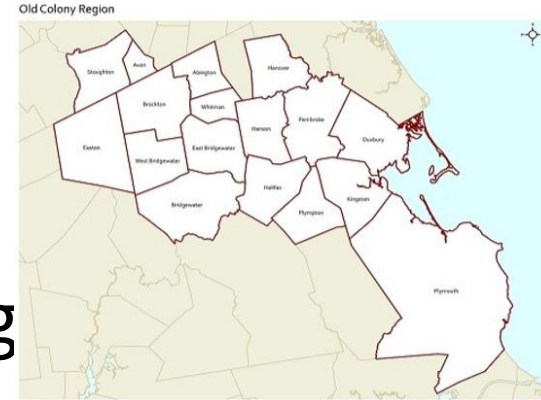 Old Colony Region
Stoughton
Avon
Abington
Hanover
Brockton
Whitman
Hanson
Pembroke
Duxbury
Easton
West Bridgewater
East Bridgewater
Bridgewater
Halifax
Plympton
Kingston
Plymouth
g